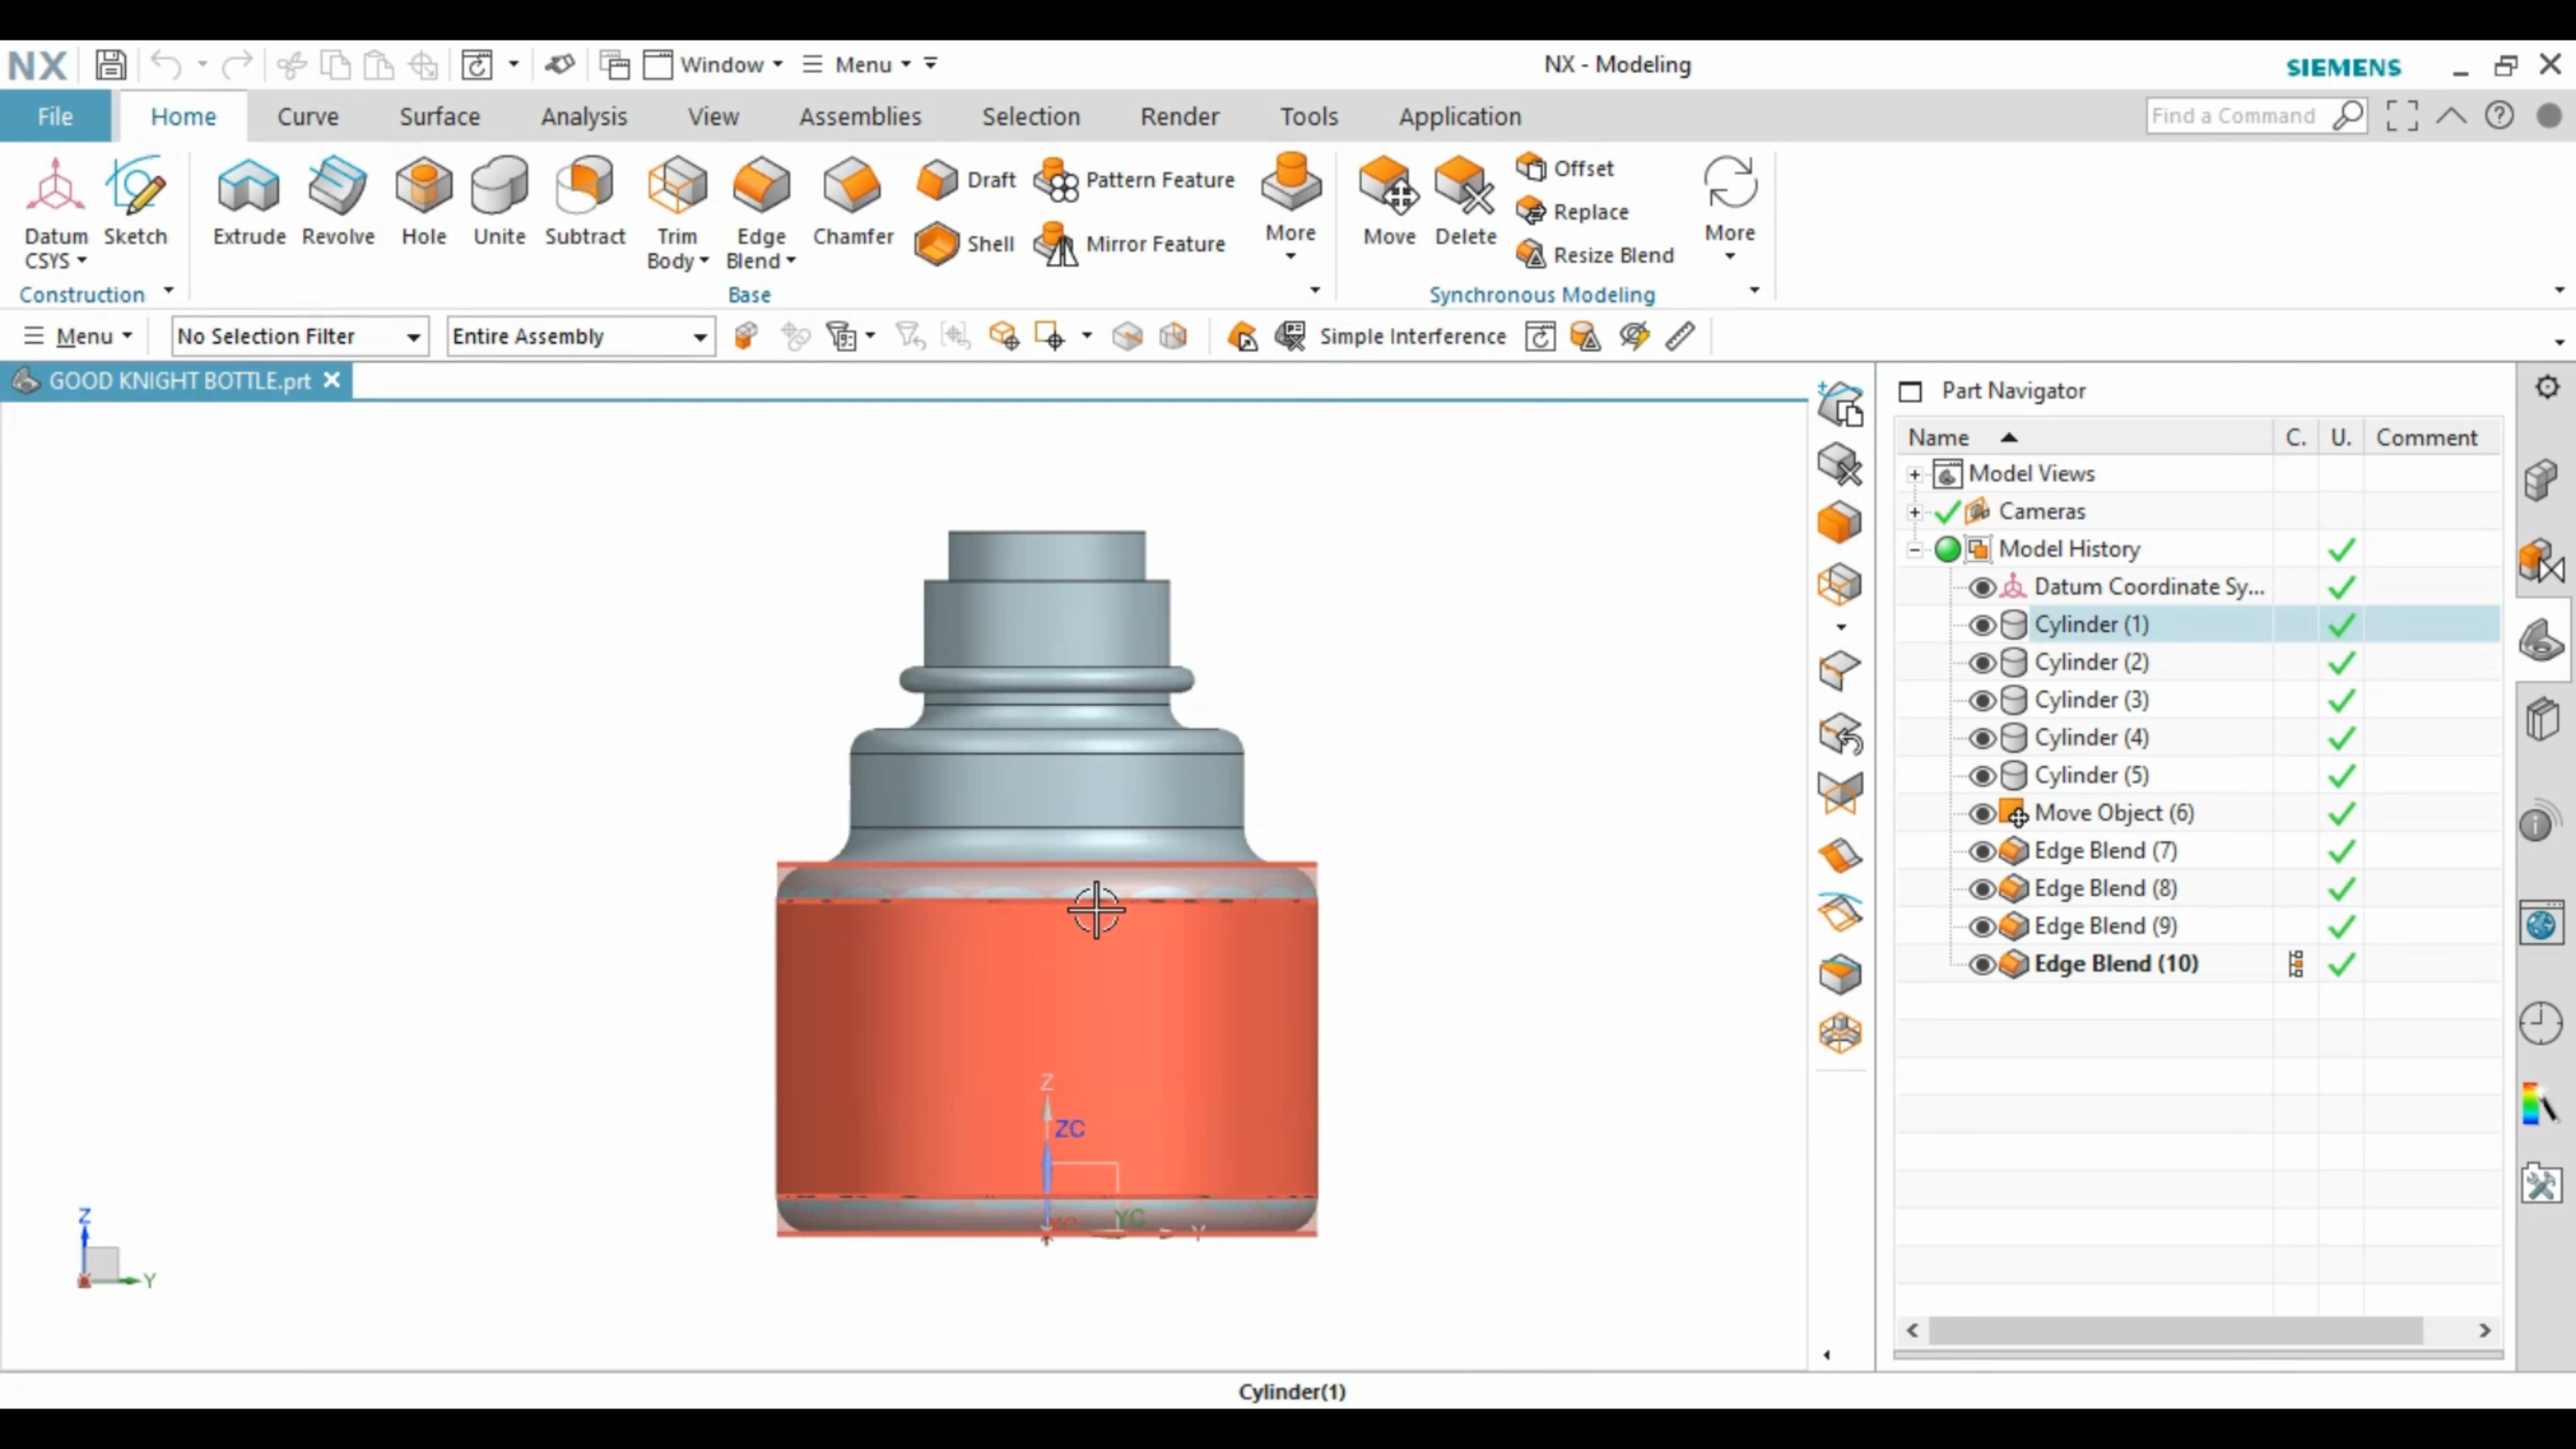 NX Window Menu NX - Modeling SIEMENS
File Home Curve Surface Analysis View Assemblies Selection Render Tools Application Find a Command
Datum CSYS Sketch Extrude Revolve Hole Unite Subtract Trim Body Edge Blend Chamfer Draft Shell Pattern Feature Mirror Feature More Move Delete Offset Replace Resize Blend More
Construction Base Synchronous Modeling
Menu No Selection Filter Entire Assembly Simple Interference
GOOD KNIGHT BOTTLE.prt
Part Navigator
Name C. U. Comment
Model Views
Cameras
Model History
Datum Coordinate Sy...
Cylinder (1)
Cylinder (2)
Cylinder (3)
Cylinder (4)
Cylinder (5)
Move Object (6)
Edge Blend (7)
Edge Blend (8)
Edge Blend (9)
Edge Blend (10)
Z
ZC
XC YC Y
Z
Y
Cylinder(1)